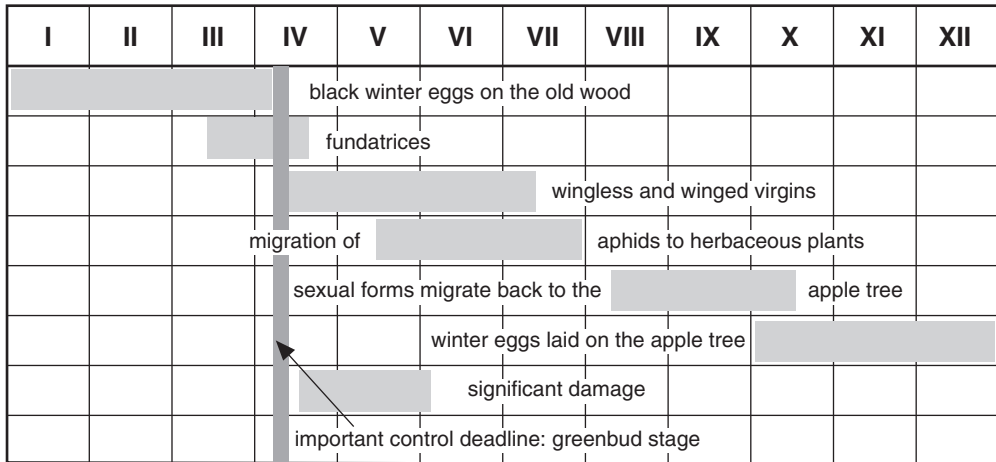 I II III IV V VI VII VIII IX X XI XII
black winter eggs on the old wood
fundatrices
wingless and winged virgins
migration of aphids to herbaceous plants
sexual forms migrate back to the apple tree
winter eggs laid on the apple tree
significant damage
important control deadline: greenbud stage